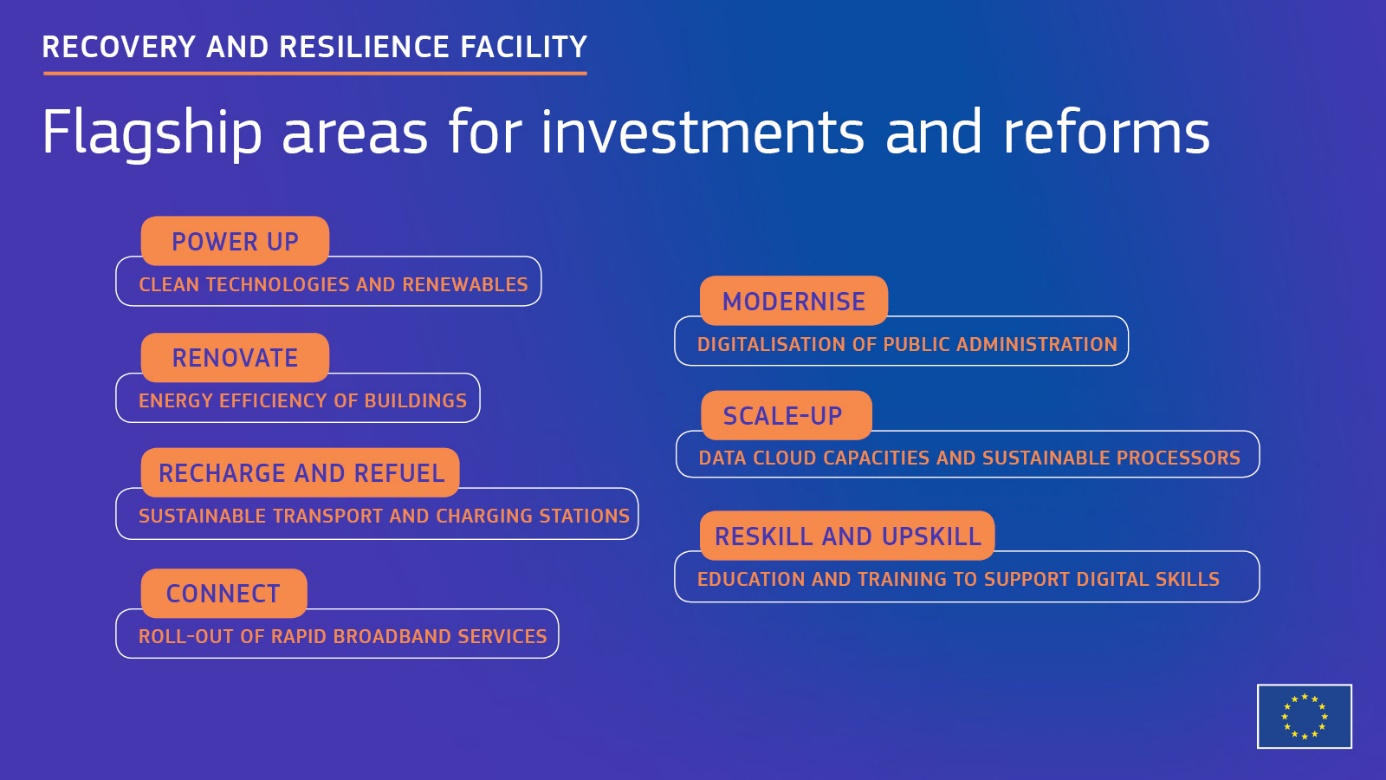 RECOVERY AND RESILIENCE FACILITY
Flagship areas for investments and reforms
POWER UP
CLEAN TECHNOLOGIES AND RENEWABLES
RENOVATE
ENERGY EFFICIENCY OF BUILDINGS
RECHARGE AND REFUEL
SUSTAINABLE TRANSPORT AND CHARGING STATIONS
CONNECT
ROLL-OUT OF RAPID BROADBAND SERVICES
MODERNISE
DIGITALISATION OF PUBLIC ADMINISTRATION
SCALE-UP
DATA CLOUD CAPACITIES AND SUSTAINABLE PROCESSORS
RESKILL AND UPSKILL
EDUCATION AND TRAINING TO SUPPORT DIGITAL SKILLS